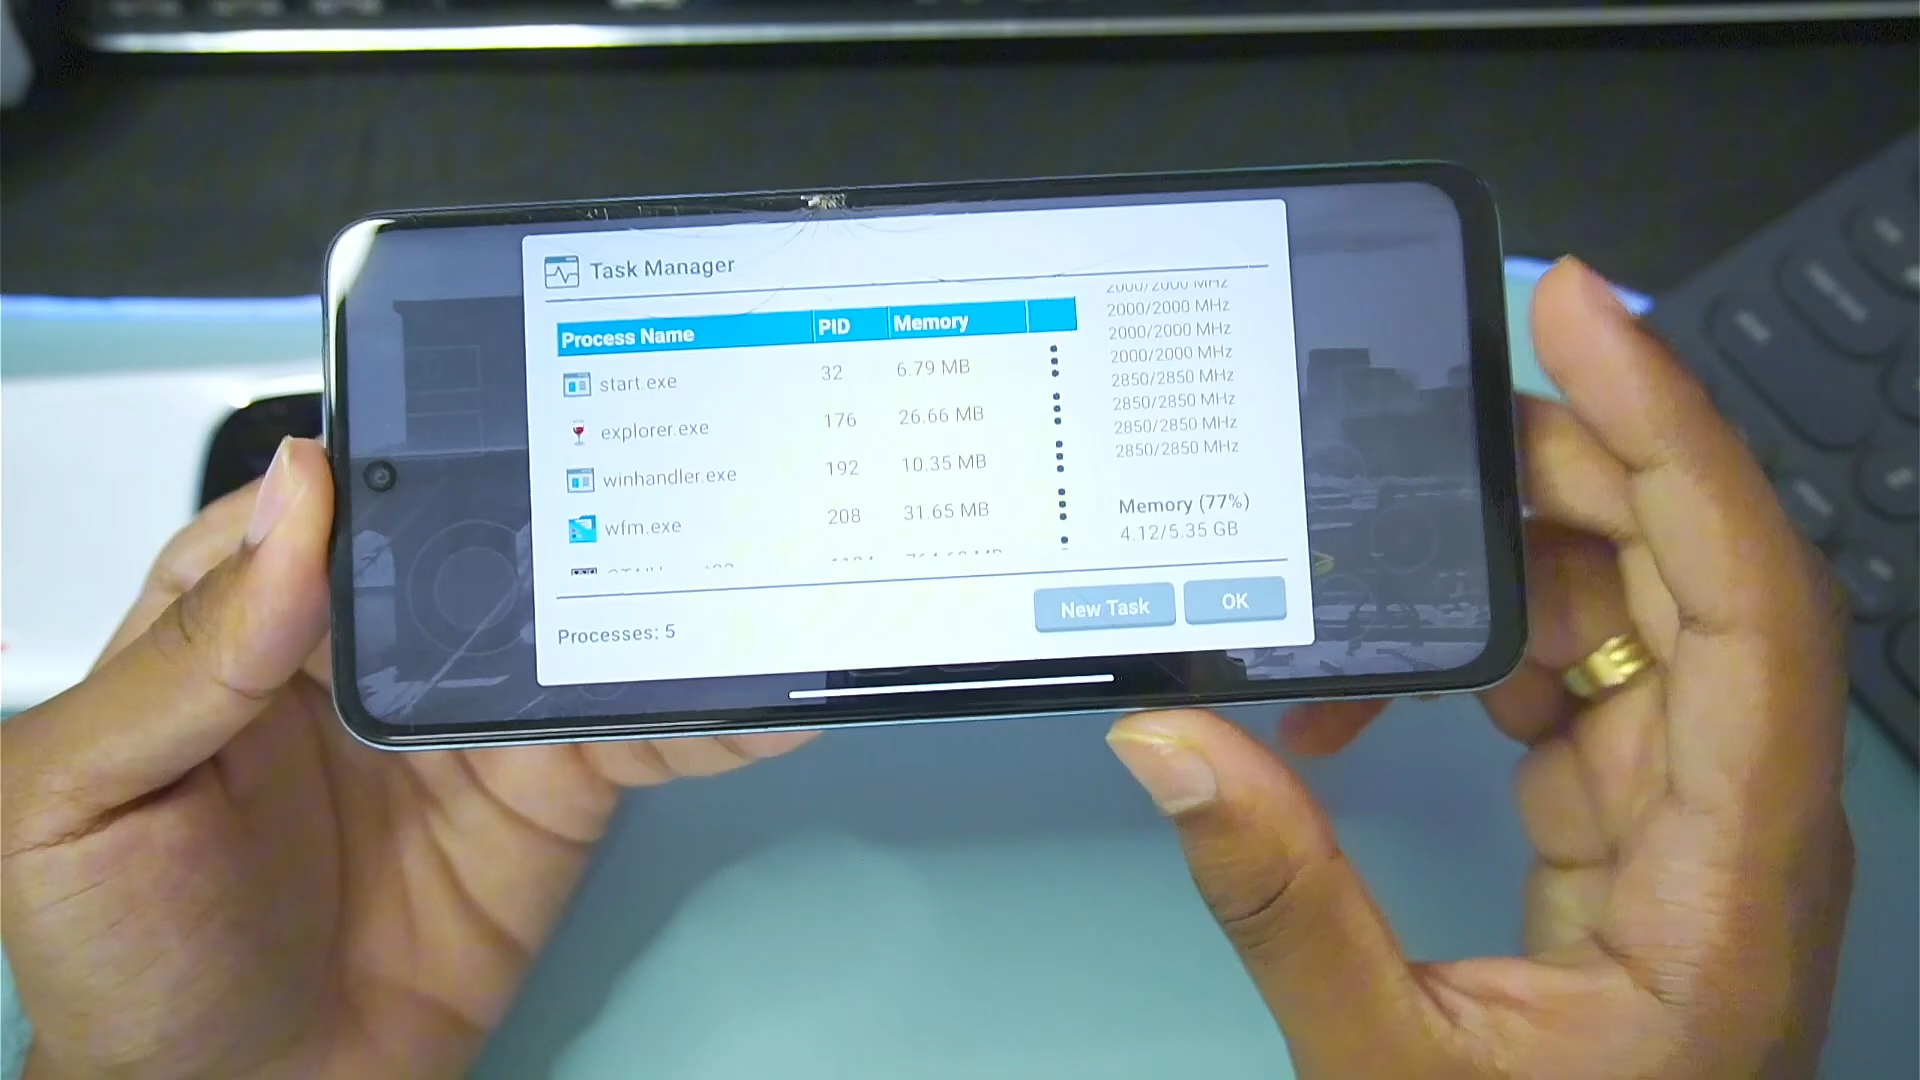 Task Manager
Process Name PID Memory
start.exe 32 6.79 MB
explorer.exe 176 26.66 MB
winhandler.exe 192 10.35 MB
wfm.exe 208 31.65 MB
2000/2000 MHz
2000/2000 MHz
2000/2000 MHz
2000/2000 MHz
2850/2850 MHz
2850/2850 MHz
2850/2850 MHz
2850/2850 MHz
Memory (77%)
4.12/5.35 GB
Processes: 5
New Task
OK